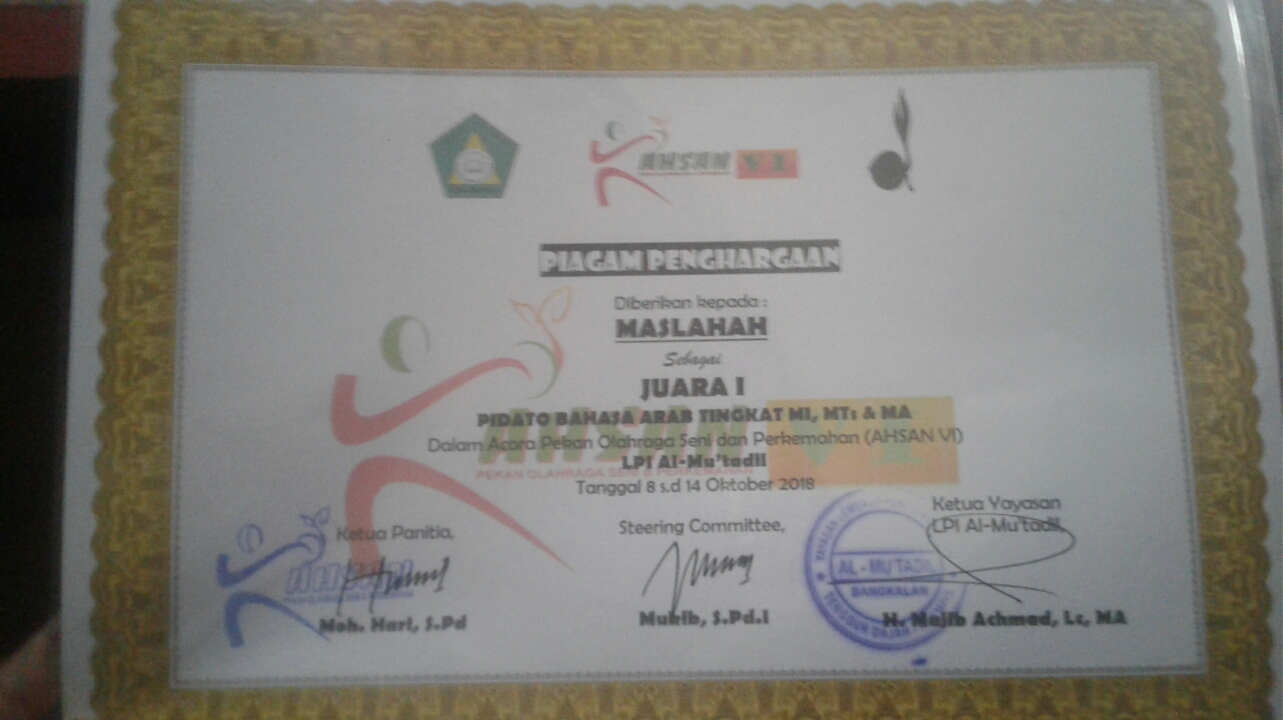 AHSAN VI
PIAGAM PENGHARGAAN
Diberikan kepada :
MASLAHAH
Sebagai
JUARA I
PIDATO BAHASA ARAB TINGKAT MI, MTs & MA
Dalam Acara Pekan Olahraga Seni dan Perkemahan (AHSAN VI)
LPI Al-Mu'tadil
PEKAN OLAHRAGA SENI & PERKEMAHAN
Tanggal 8 s.d 14 Oktober 2018
Ketua Panitia,
Steering Committee,
Ketua Yayasan
LPI Al-Mu'tadil
AHSAN
AL-MU'TADIL
BANGKALAN
Moh. Hari, S.Pd
Mukib, S.Pd.I
H. Majib Achmad, Lc, MA